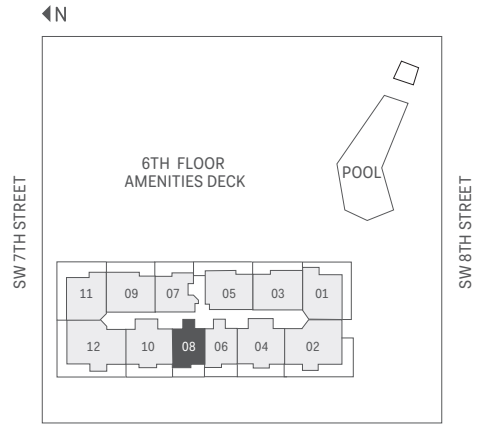 N
6TH FLOOR
AMENITIES DECK
POOL
SW 7TH STREET
SW 8TH STREET
11 09 07 05 03 01
12 10 08 06 04 02